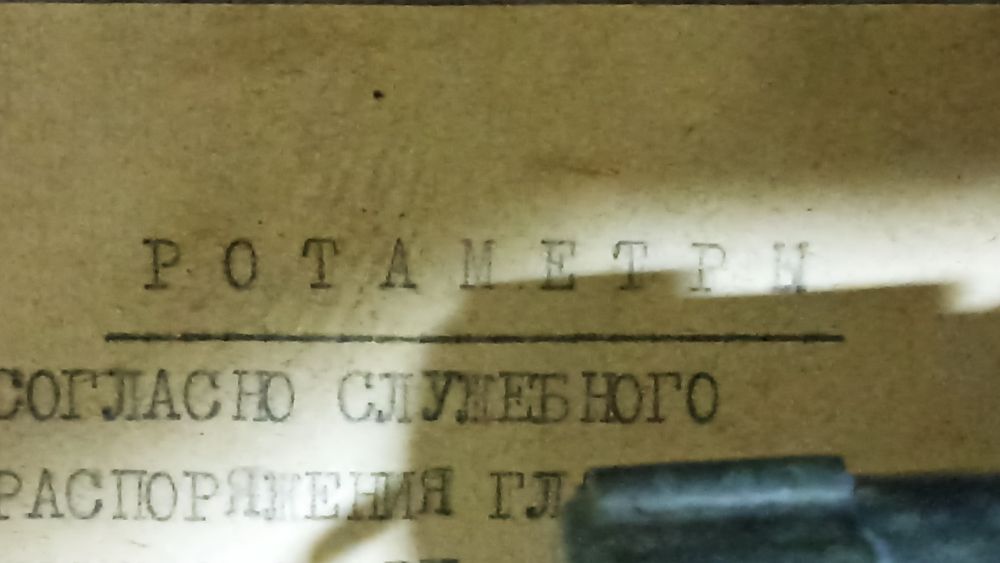 Р О Т А М Е Т Р Ы
СОГЛАСНО СЛУЖЕБНОГО
РАСПОРЯЖЕНИЯ